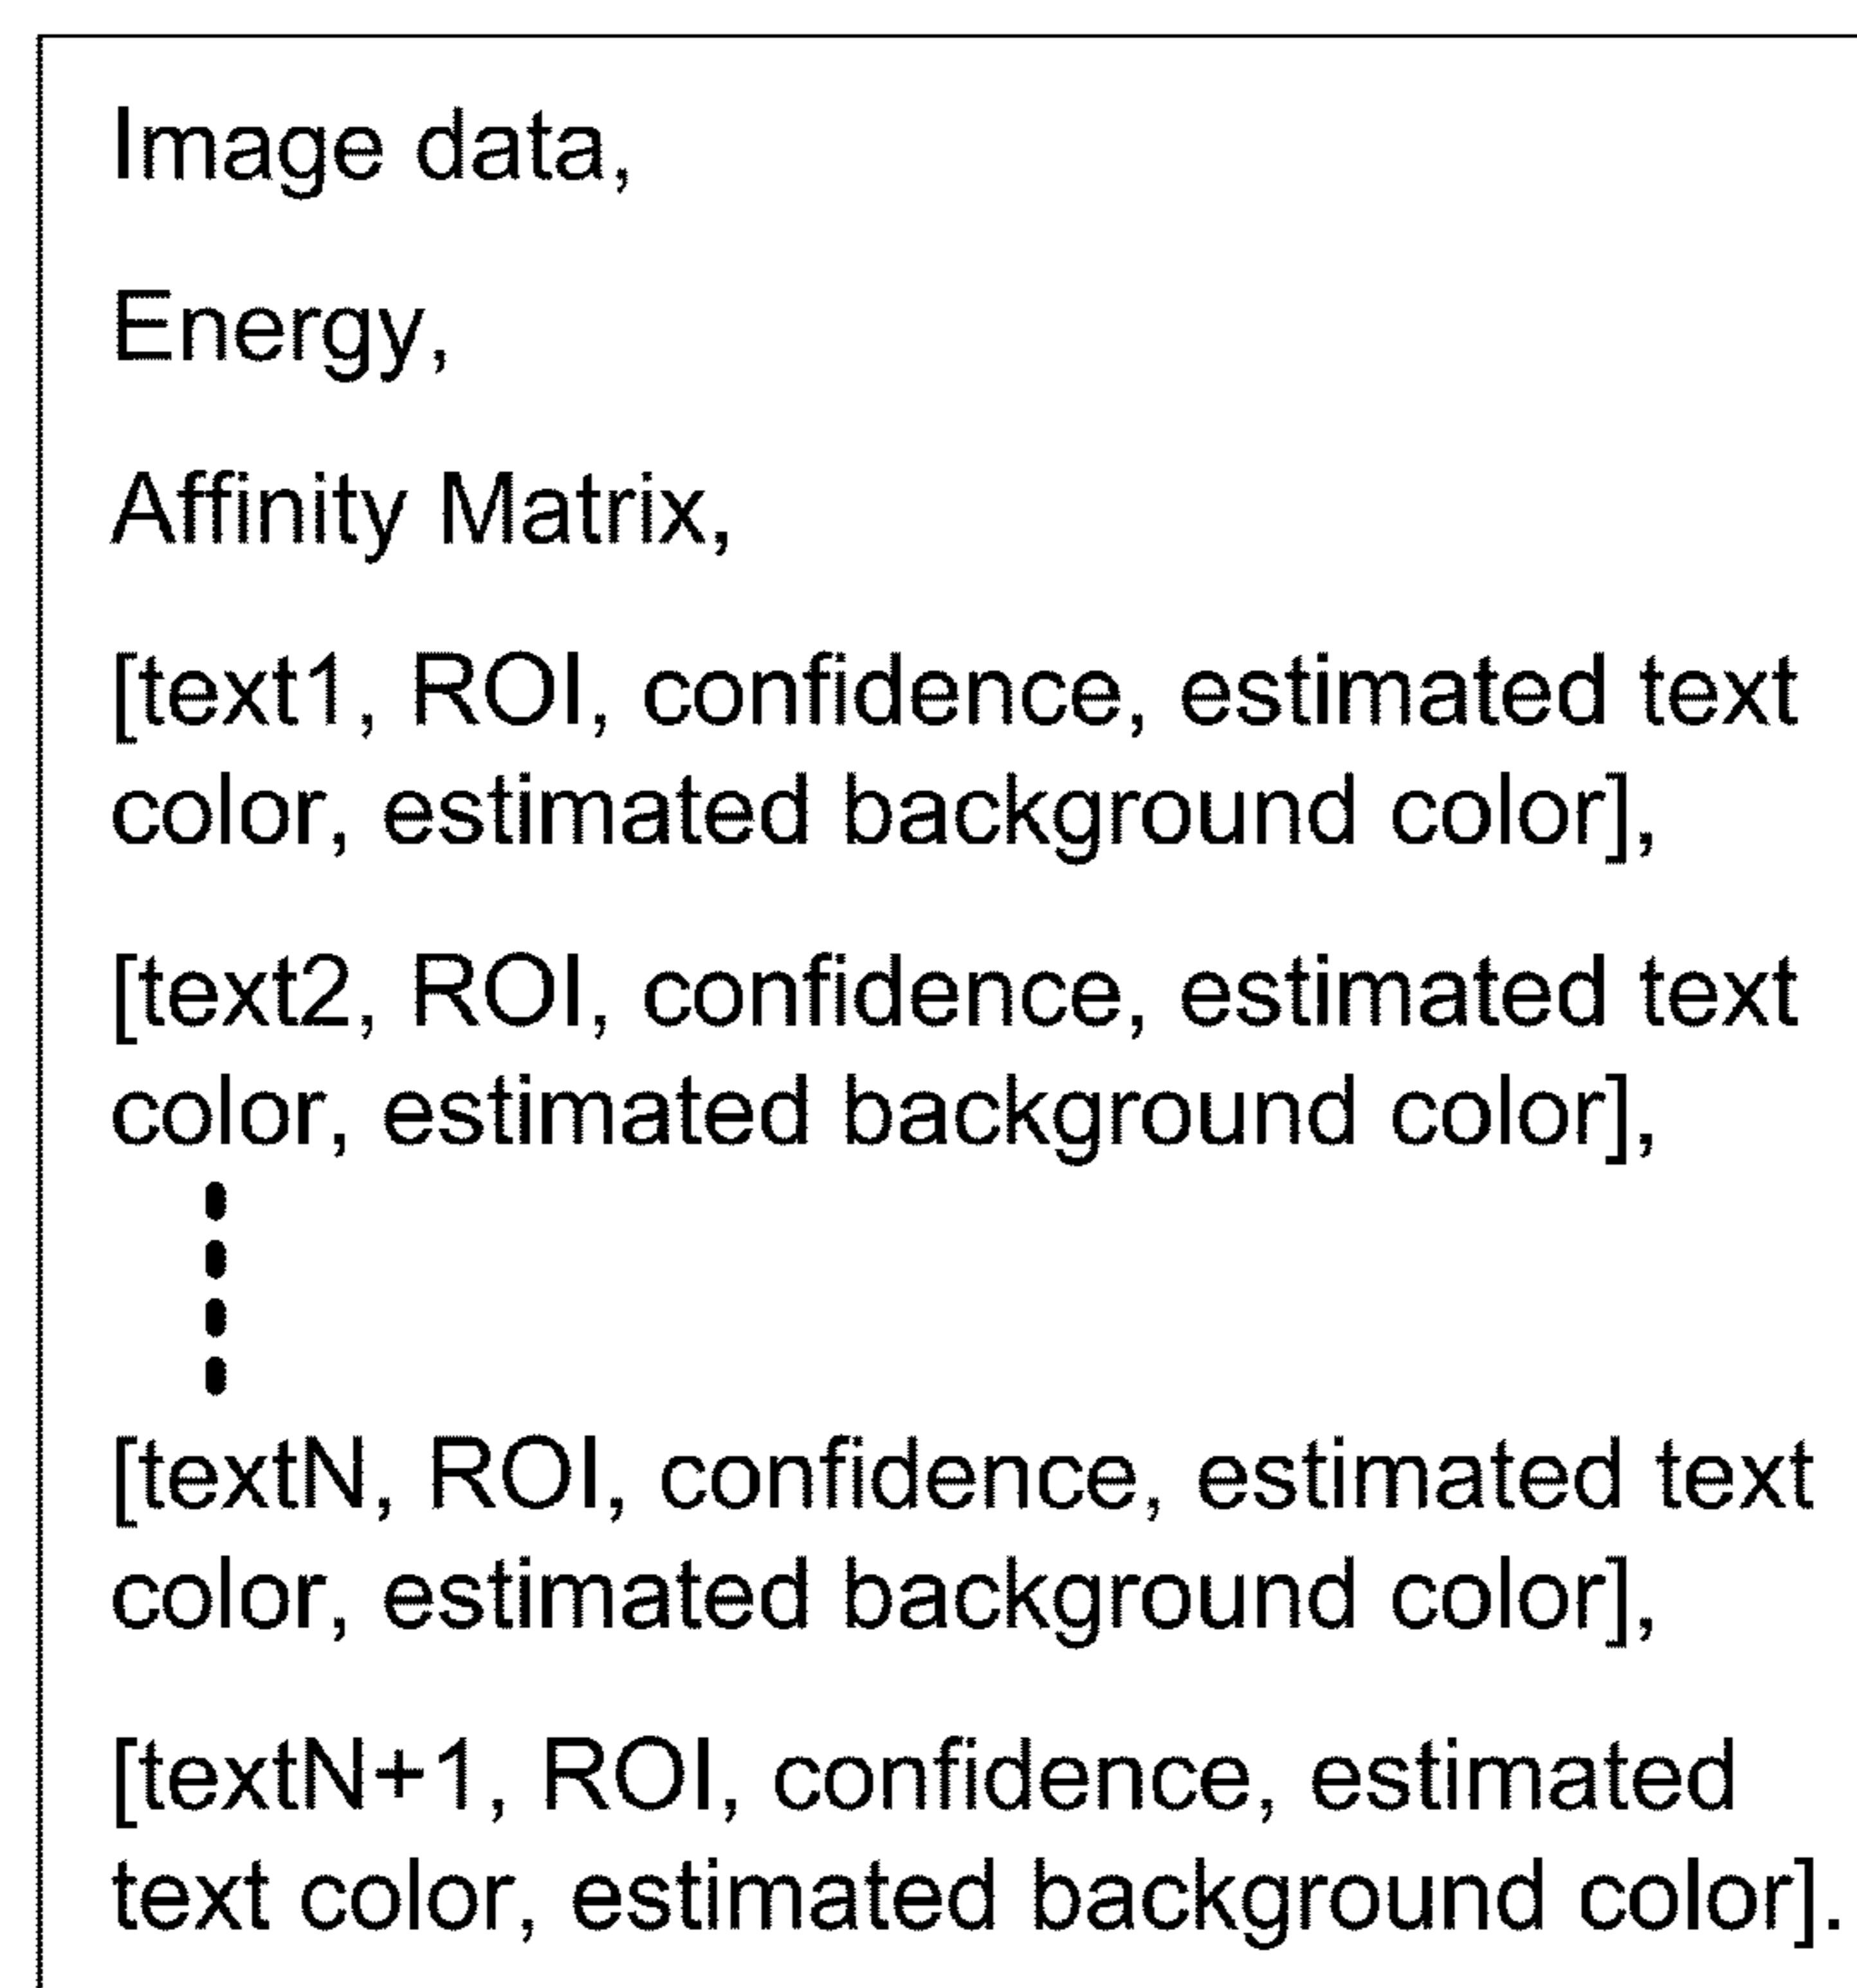 Image data,
Energy,
Affinity Matrix,
[text1, ROI, confidence, estimated text
color, estimated background color],
[text2, ROI, confidence, estimated text
color, estimated background color],
[textN, ROI, confidence, estimated text
color, estimated background color],
[textN+1, ROI, confidence, estimated
text color, estimated background color].